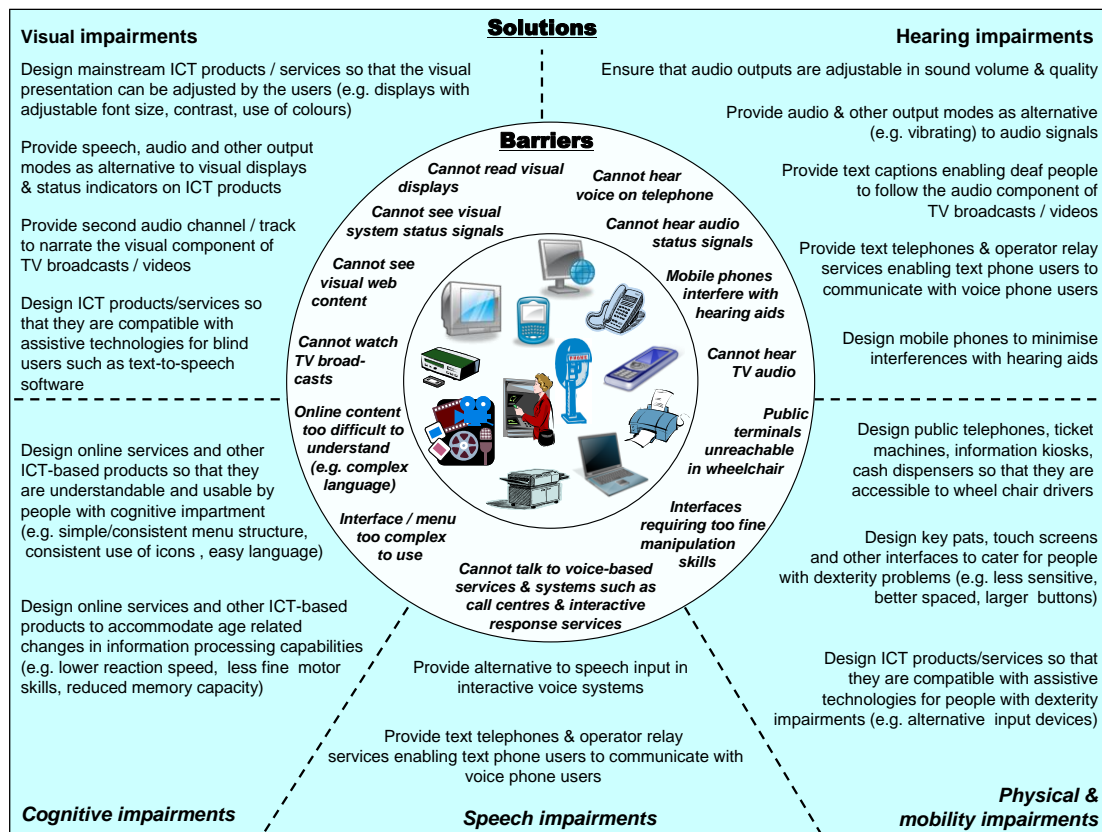 Solutions
Visual impairments
Design mainstream ICT products / services so that the visual
presentation can be adjusted by the users (e.g. displays with
adjustable font size, contrast, use of colours)
Provide speech, audio and other output
modes as alternative to visual displays
& status indicators on ICT products
Provide second audio channel / track
to narrate the visual component of
TV broadcasts / videos
Design ICT products/services so
that they are compatible with
assistive technologies for blind
users such as text-to-speech
software
Hearing impairments
Ensure that audio outputs are adjustable in sound volume & quality
Provide audio & other output modes as alternative
(e.g. vibrating) to audio signals
Provide text captions enabling deaf people
to follow the audio component of
TV broadcasts / videos
Provide text telephones & operator relay
services enabling text phone users to
communicate with voice phone users
Design mobile phones to minimise
interferences with hearing aids
Barriers
Cannot read visual
displays
Cannot see visual
system status signals
Cannot see
visual web
content
Cannot watch
TV broad-
casts
Online content
too difficult to
understand
(e.g. complex
language)
Interface / menu
too complex
to use
Cannot hear
voice on telephone
Cannot hear audio
status signals
Mobile phones
interfere with
hearing aids
Cannot hear
TV audio
Public
terminals
unreachable
in wheelchair
Interfaces
requiring too fine
manipulation
skills
Cannot talk to voice-based
services & systems such as
call centres & interactive
response services
PHONE
Design online services and other
ICT-based products so that they
are understandable and usable by
people with cognitive impartment
(e.g. simple/consistent menu structure,
consistent use of icons , easy language)
Design online services and other ICT-based
products to accommodate age related
changes in information processing capabilities
(e.g. lower reaction speed, less fine motor
skills, reduced memory capacity)
Cognitive impairments
Provide alternative to speech input in
interactive voice systems
Provide text telephones & operator relay
services enabling text phone users to communicate with
voice phone users
Speech impairments
Design public telephones, ticket
machines, information kiosks,
cash dispensers so that they are
accessible to wheel chair drivers
Design key pats, touch screens
and other interfaces to cater for people
with dexterity problems (e.g. less sensitive,
better spaced, larger buttons)
Design ICT products/services so that
they are compatible with assistive
technologies for people with dexterity
impairments (e.g. alternative input devices)
Physical &
mobility impairments